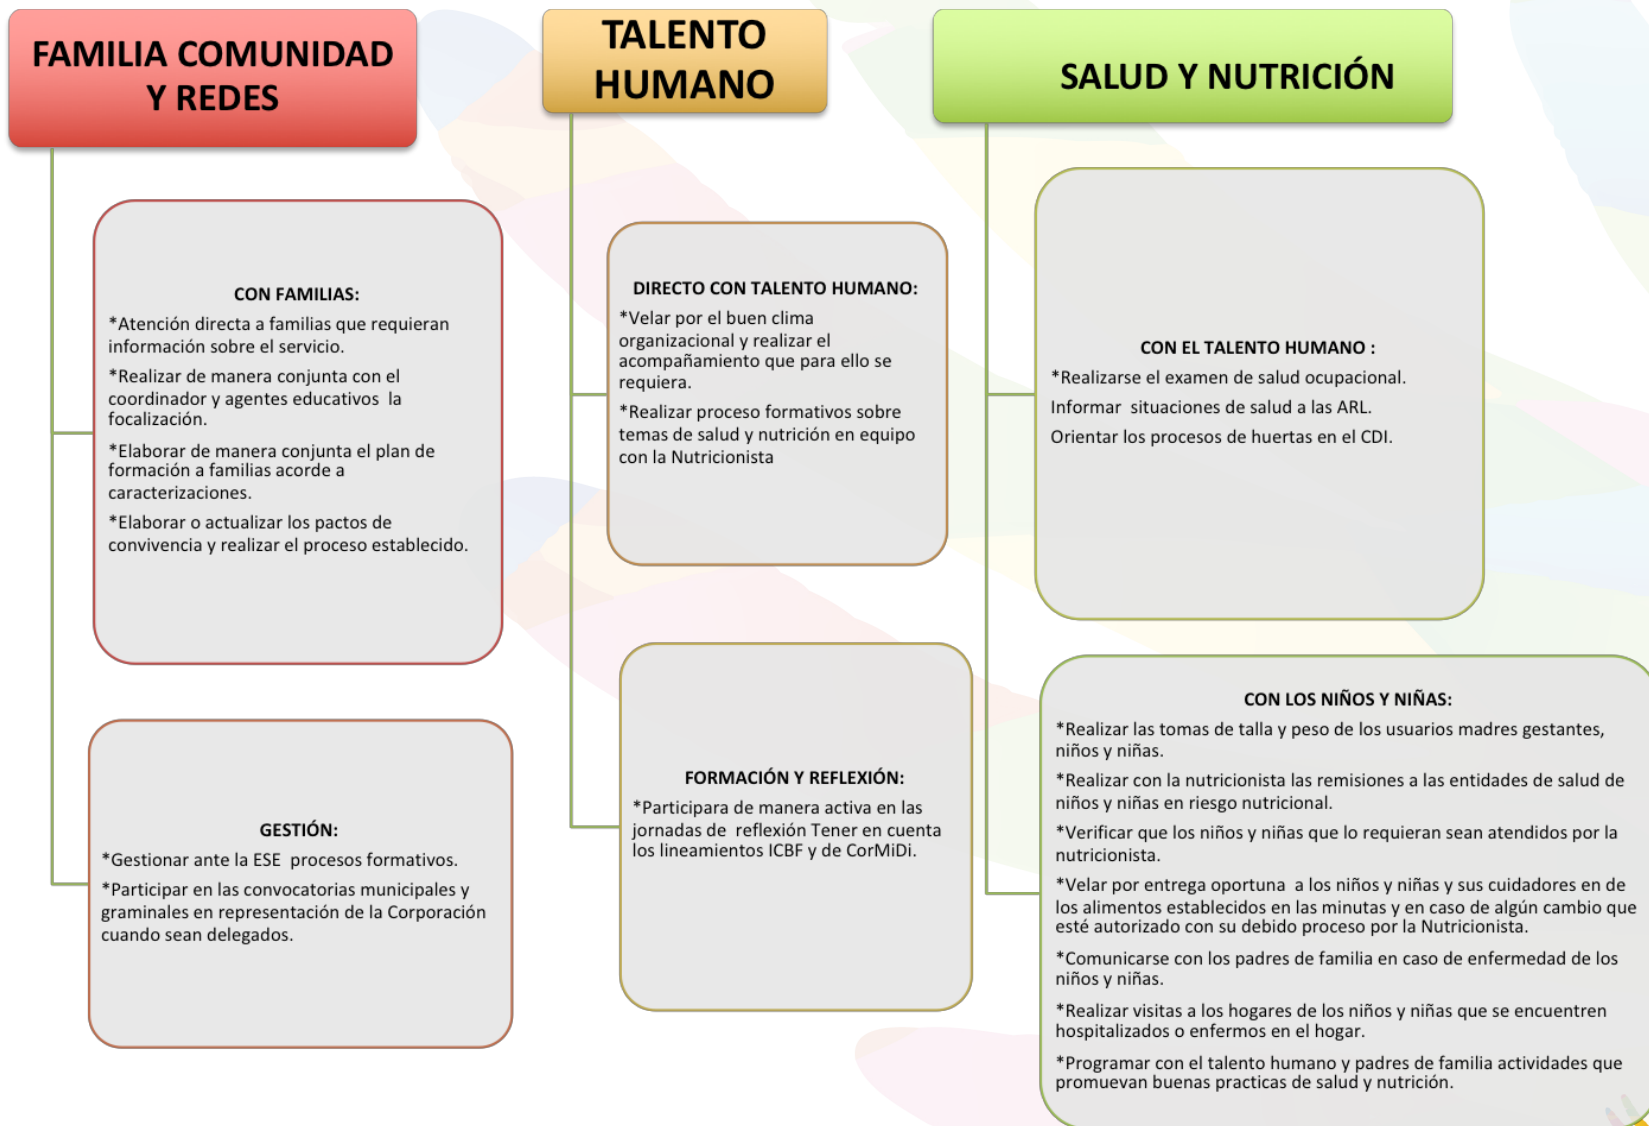 FAMILIA COMUNIDAD
Y REDES
CON FAMILIAS:
*Atención directa a familias que requieran
información sobre el servicio.
*Realizar de manera conjunta con el
coordinador y agentes educativos la
focalización.
*Elaborar de manera conjunta el plan de
formación a familias acorde a
caracterizaciones.
*Elaborar o actualizar los pactos de
convivencia y realizar el proceso establecido.
GESTIÓN:
*Gestionar ante la ESE procesos formativos.
*Participar en las convocatorias municipales y
graminales en representación de la Corporación
cuando sean delegados.
TALENTO
HUMANO
DIRECTO CON TALENTO HUMANO:
*Velar por el buen clima
organizacional y realizar el
acompañamiento que para ello se
requiera.
*Realizar proceso formativos sobre
temas de salud y nutrición en equipo
con la Nutricionista
FORMACIÓN Y REFLEXIÓN:
*Participara de manera activa en las
jornadas de reflexión Tener en cuenta
los lineamientos ICBF y de CorMiDi.
SALUD Y NUTRICIÓN
CON EL TALENTO HUMANO :
*Realizarse el examen de salud ocupacional.
Informar situaciones de salud a las ARL.
Orientar los procesos de huertas en el CDI.
CON LOS NIÑOS Y NIÑAS:
*Realizar las tomas de talla y peso de los usuarios madres gestantes,
niños y niñas.
*Realizar con la nutricionista las remisiones a las entidades de salud de
niños y niñas en riesgo nutricional.
*Verificar que los niños y niñas que lo requieran sean atendidos por la
nutricionista.
*Velar por entrega oportuna a los niños y niñas y sus cuidadores en de
los alimentos establecidos en las minutas y en caso de algún cambio que
esté autorizado con su debido proceso por la Nutricionista.
*Comunicarse con los padres de familia en caso de enfermedad de los
niños y niñas.
*Realizar visitas a los hogares de los niños y niñas que se encuentren
hospitalizados o enfermos en el hogar.
*Programar con el talento humano y padres de familia actividades que
promuevan buenas practicas de salud y nutrición.